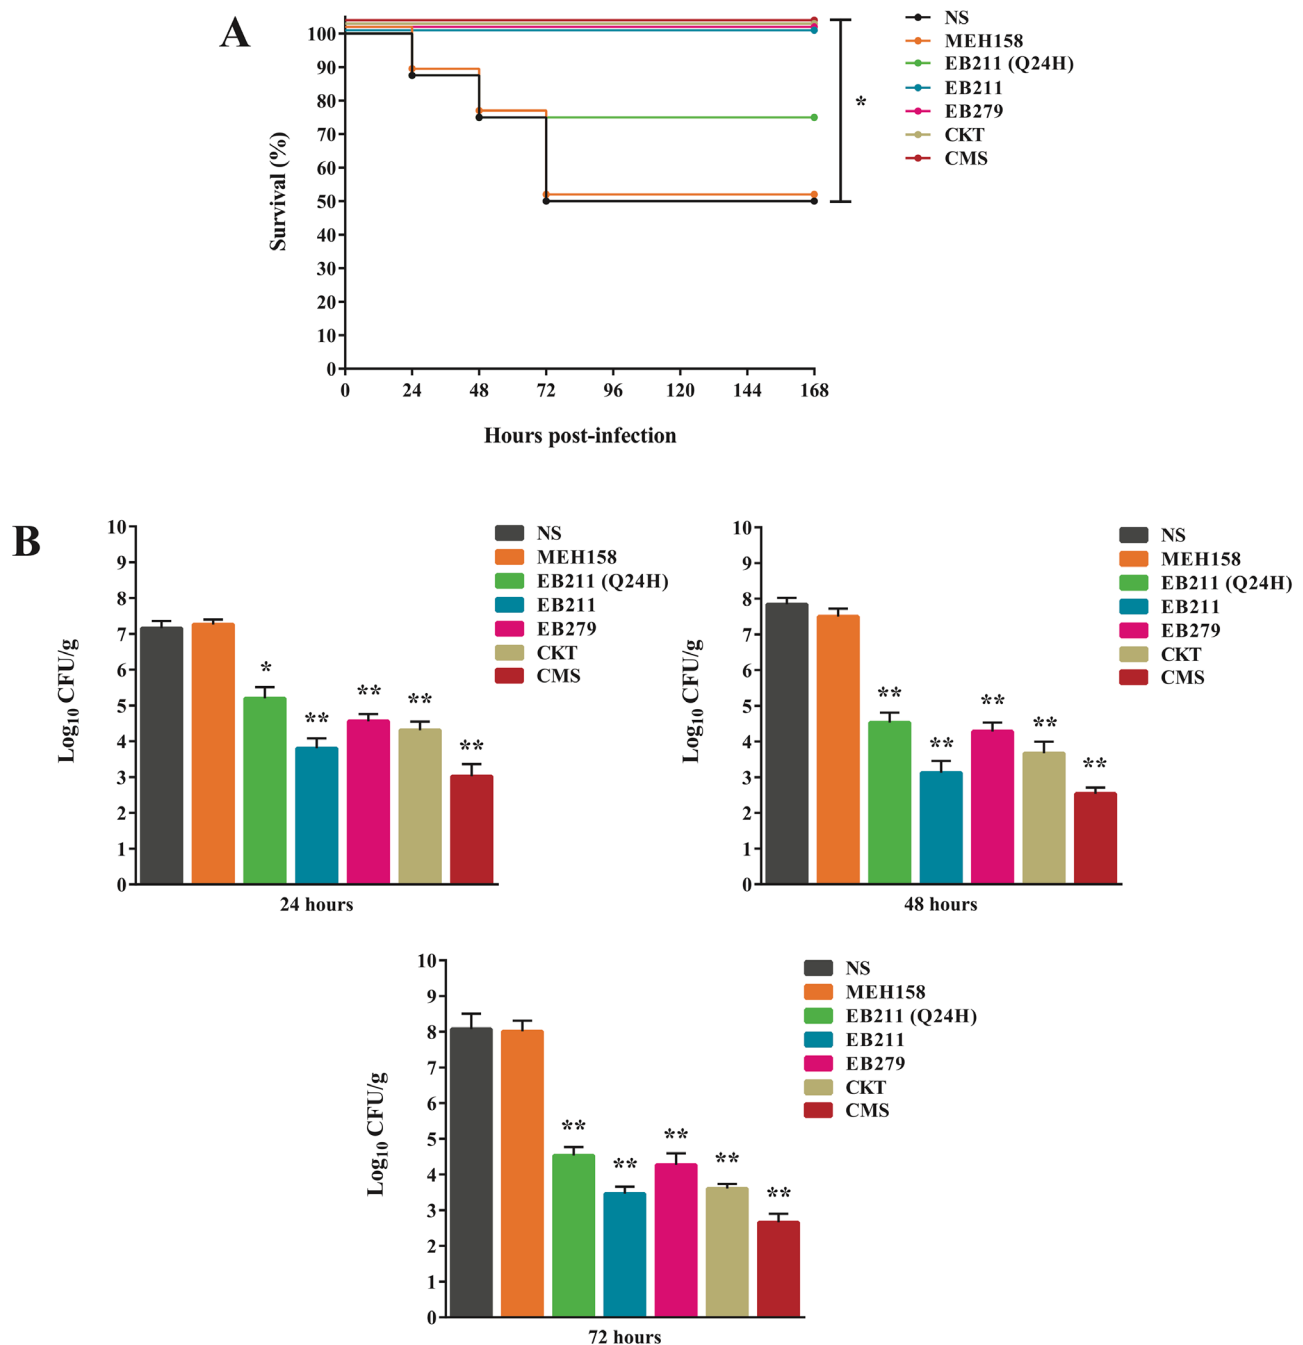 A
Survival (%)
100
90
80
70
60
50
40
30
20
10
0
0 24 48 72 96 120 144 168
Hours post-infection
*
NS
MEH158
EB211 (Q24H)
EB211
EB279
CKT
CMS
B
Log10 CFU/g
10
9
8
7
6
5
4
3
2
1
0
* ** ** ** **
24 hours
NS
MEH158
EB211 (Q24H)
EB211
EB279
CKT
CMS
Log10 CFU/g
10
9
8
7
6
5
4
3
2
1
0
** ** ** ** **
48 hours
NS
MEH158
EB211 (Q24H)
EB211
EB279
CKT
CMS
Log10 CFU/g
10
9
8
7
6
5
4
3
2
1
0
** ** ** ** **
72 hours
NS
MEH158
EB211 (Q24H)
EB211
EB279
CKT
CMS